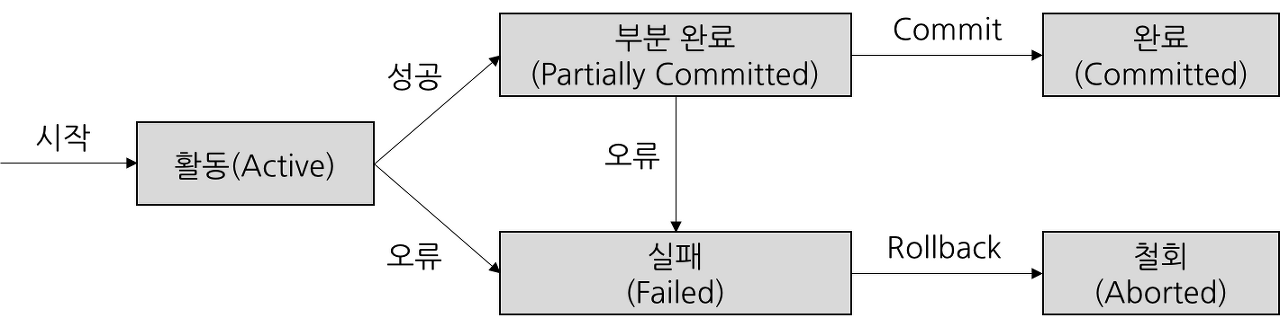 시작
활동(Active)
성공
오류
부분 완료
(Partially Committed)
오류
실패
(Failed)
Commit
완료
(Committed)
Rollback
철회
(Aborted)